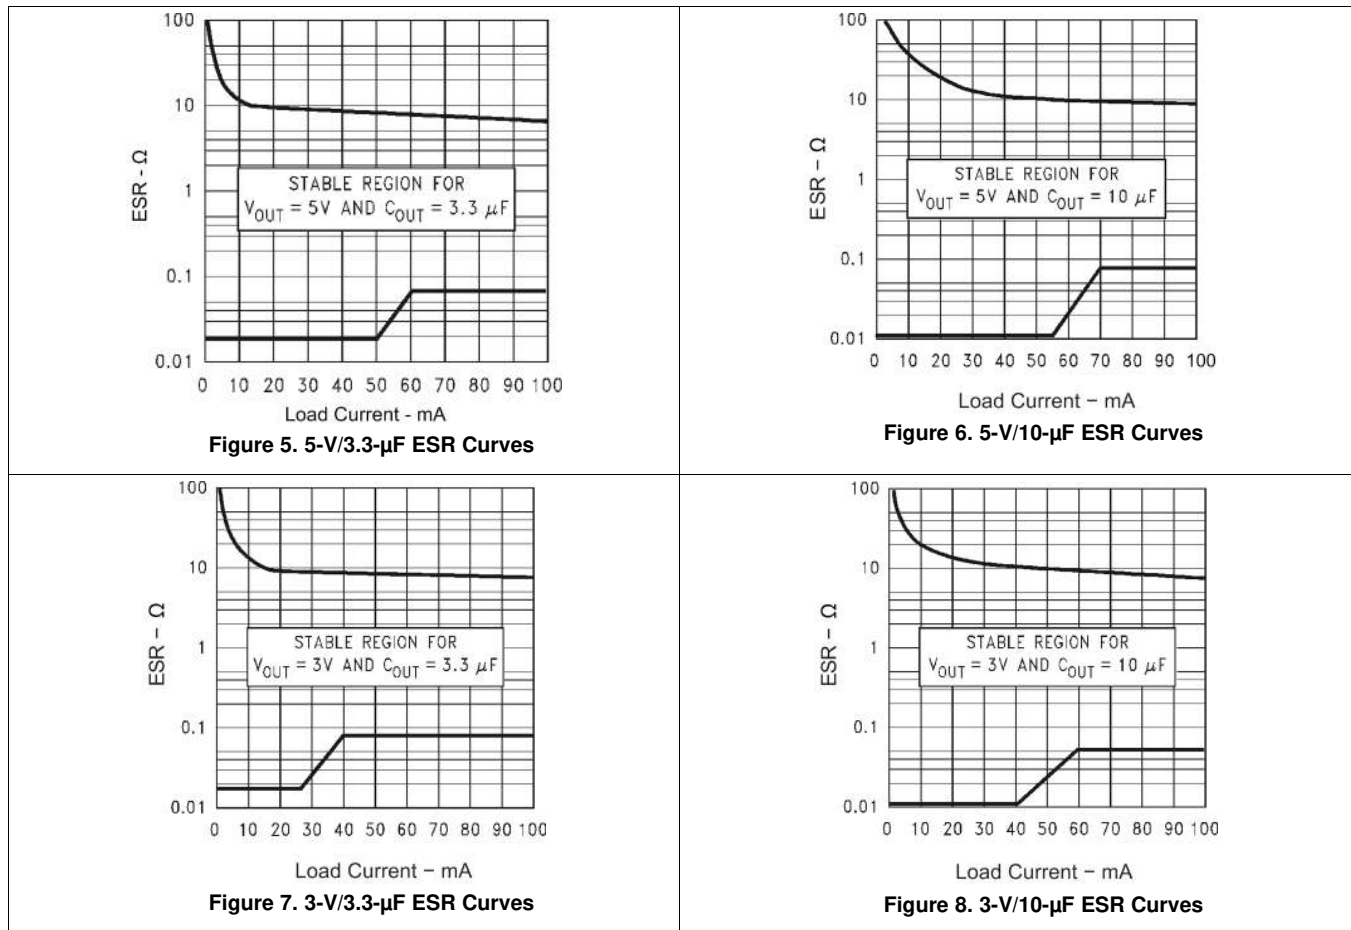 100
10
1
0.1
0.01
ESR - Ω
STABLE REGION FOR
VOUT = 5V AND COUT = 3.3 µF
0 10 20 30 40 50 60 70 80 90 100
Load Current - mA
Figure 5. 5-V/3.3-µF ESR Curves
100
10
1
0.1
0.01
ESR – Ω
STABLE REGION FOR
VOUT = 5V AND COUT = 10 µF
0 10 20 30 40 50 60 70 80 90 100
Load Current – mA
Figure 6. 5-V/10-µF ESR Curves
100
10
1
0.1
0.01
ESR – Ω
STABLE REGION FOR
VOUT = 3V AND COUT = 3.3 µF
0 10 20 30 40 50 60 70 80 90 100
Load Current – mA
Figure 7. 3-V/3.3-µF ESR Curves
100
10
1
0.1
0.01
ESR – Ω
STABLE REGION FOR
VOUT = 3V AND COUT = 10 µF
0 10 20 30 40 50 60 70 80 90 100
Load Current – mA
Figure 8. 3-V/10-µF ESR Curves